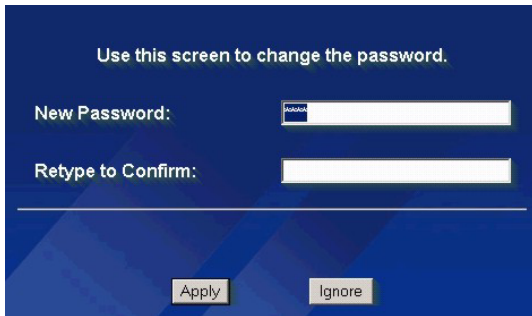 Use this screen to change the password.
New Password:
Retype to Confirm:
Apply Ignore